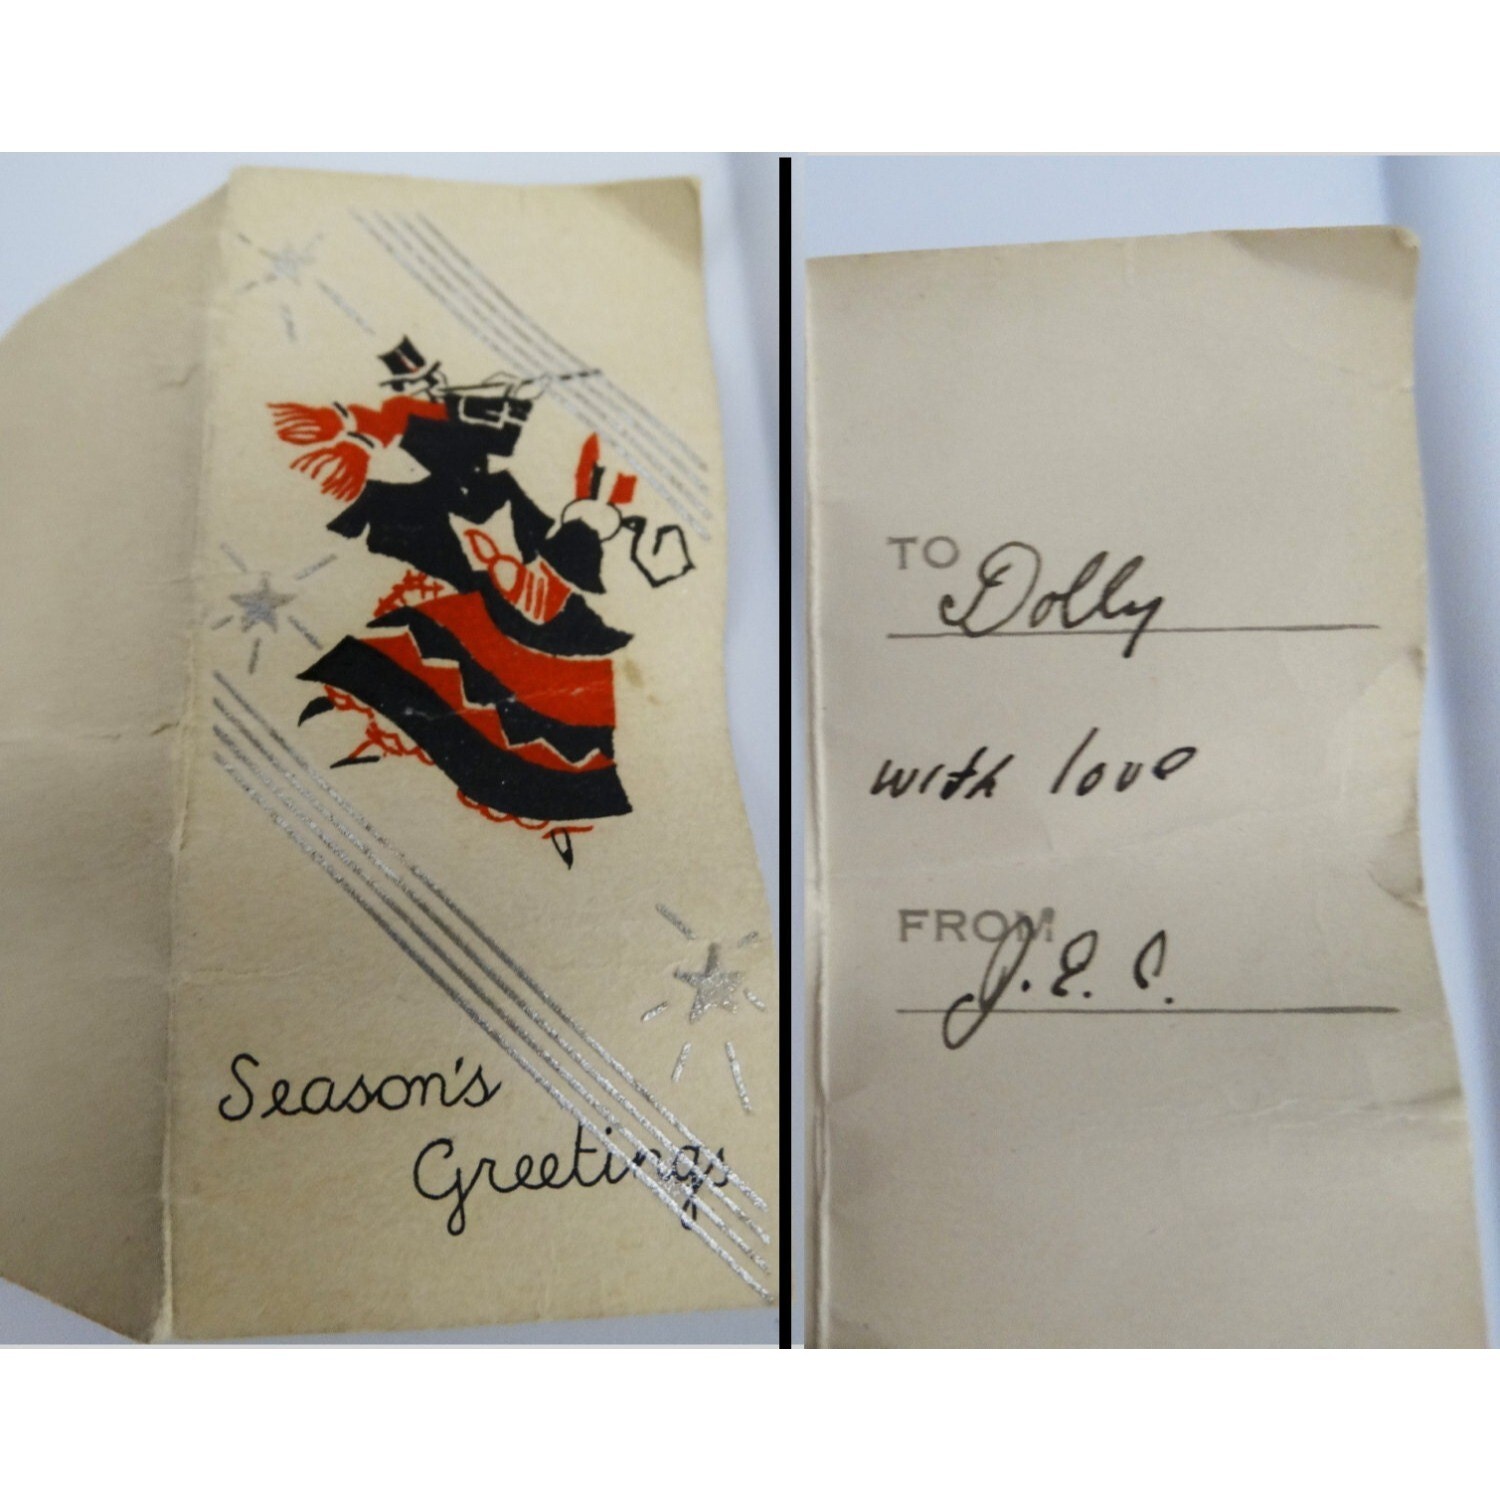 Season's
Greetings
TO Dolly
with love
FROM J. E. C.